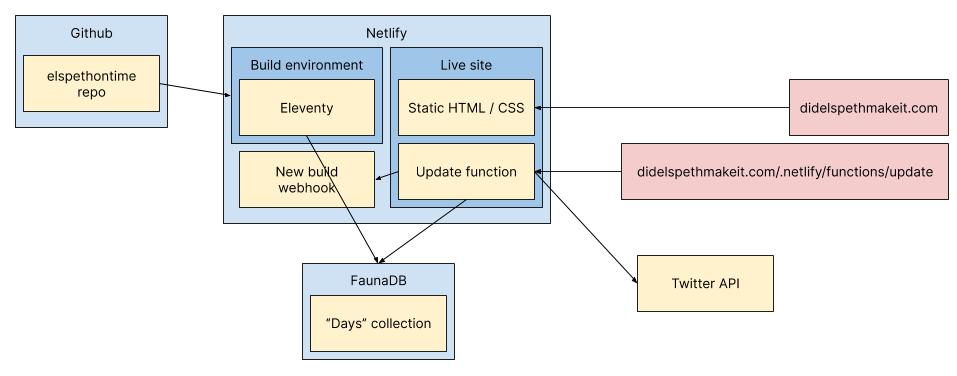 Github
elspethontime
repo
Netlify
Build environment
Eleventy
New build
webhook
Live site
Static HTML / CSS
Update function
didelspethmakeit.com
didelspethmakeit.com/.netlify/functions/update
FaunaDB
“Days” collection
Twitter API